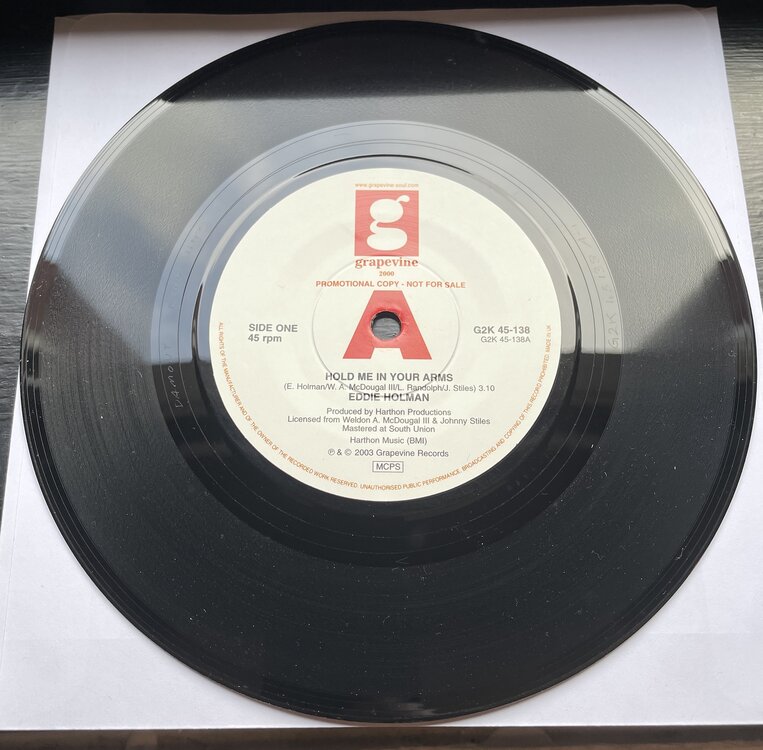 www.grapevine-soul.com
g
grapevine
2000
PROMOTIONAL COPY - NOT FOR SALE
A
SIDE ONE
45 rpm
G2K 45-138
G2K 45-138A
HOLD ME IN YOUR ARMS
(E. Holman/W. A. McDougal III/L. Randolph/J. Stiles) 3.10
EDDIE HOLMAN
Produced by Harthon Productions
Licensed from Weldon A. McDougal III & Johnny Stiles
Mastered at South Union
Harthon Music (BMI)
℗ & © 2003 Grapevine Records
MCPS
ALL RIGHTS OF THE MANUFACTURER AND OF THE OWNER OF THE RECORDED WORK RESERVED. UNAUTHORISED PUBLIC PERFORMANCE, BROADCASTING AND COPYING OF THIS RECORD PROHIBITED. MADE IN UK